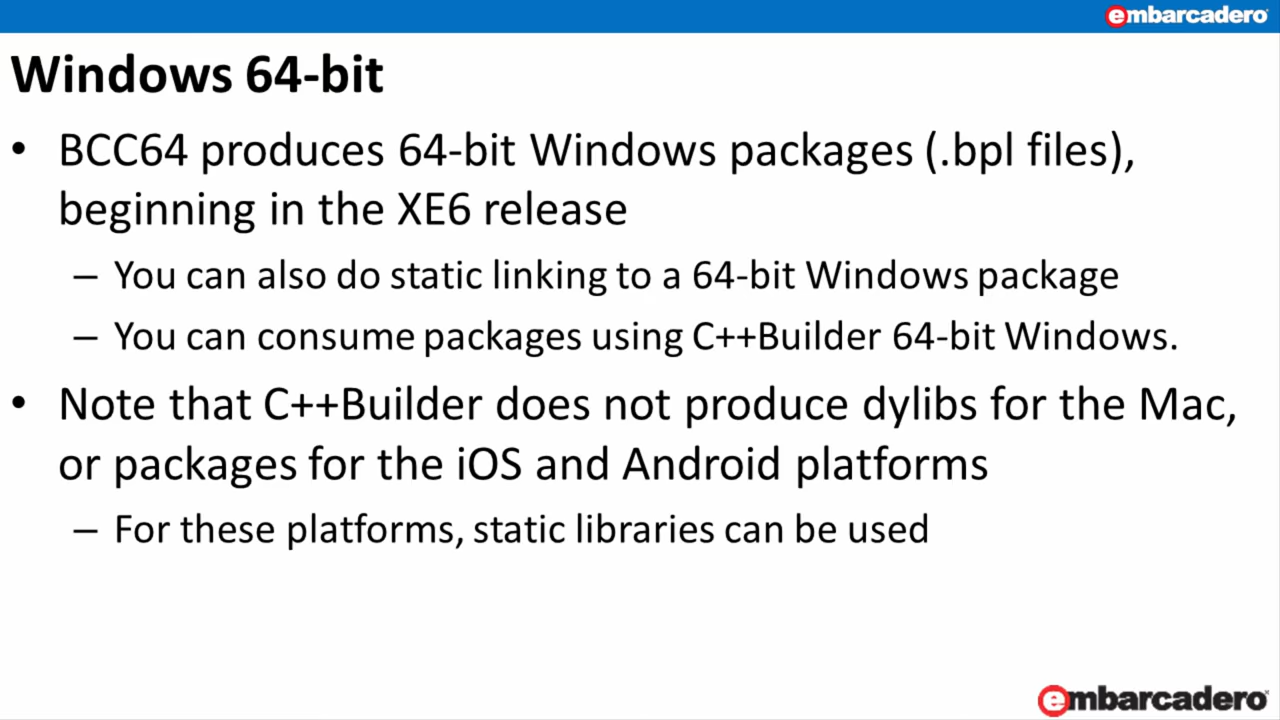 embarcadero
Windows 64-bit
• BCC64 produces 64-bit Windows packages (.bpl files),
beginning in the XE6 release
– You can also do static linking to a 64-bit Windows package
– You can consume packages using C++Builder 64-bit Windows.
• Note that C++Builder does not produce dylibs for the Mac,
or packages for the iOS and Android platforms
– For these platforms, static libraries can be used
embarcadero